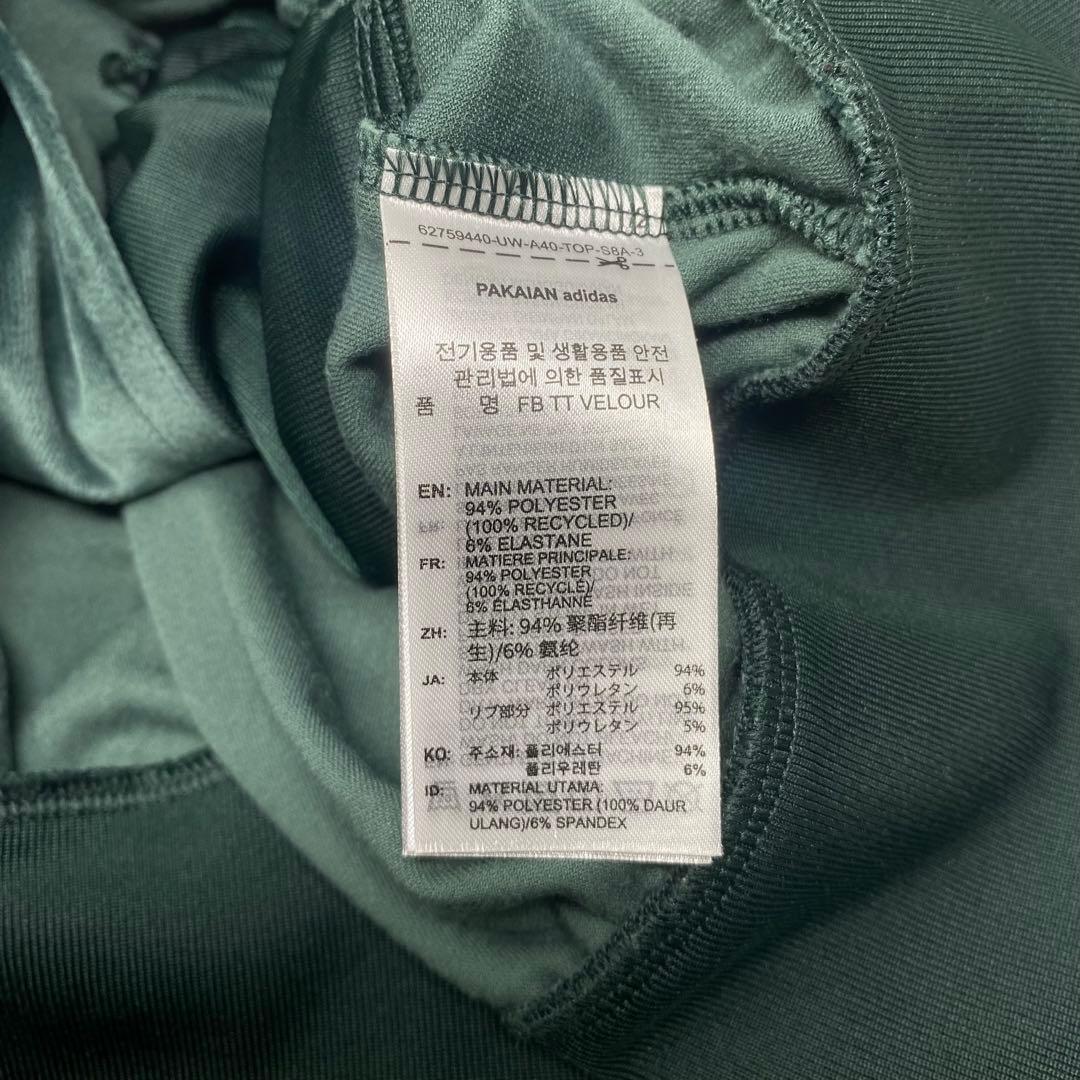 62759440-UW-A40-TOP-S8A-3
PAKAIAN adidas
전기용품 및 생활용품 안전
관리법에 의한 품질표시
품 명 FB TT VELOUR
EN: MAIN MATERIAL:
94% POLYESTER
(100% RECYCLED)/
6% ELASTANE
FR: MATIERE PRINCIPALE:
94% POLYESTER
(100% RECYCLÉ)/
6% ÉLASTHANNE
ZH: 主料: 94% 聚酯纤维(再
生)/6% 氨纶
JA: 本体 ポリエステル 94%
ポリウレタン 6%
リブ部分 ポリエステル 95%
ポリウレタン 5%
KO: 주소재: 폴리에스터 94%
폴리우레탄 6%
ID: MATERIAL UTAMA:
94% POLYESTER (100% DAUR
ULANG)/6% SPANDEX